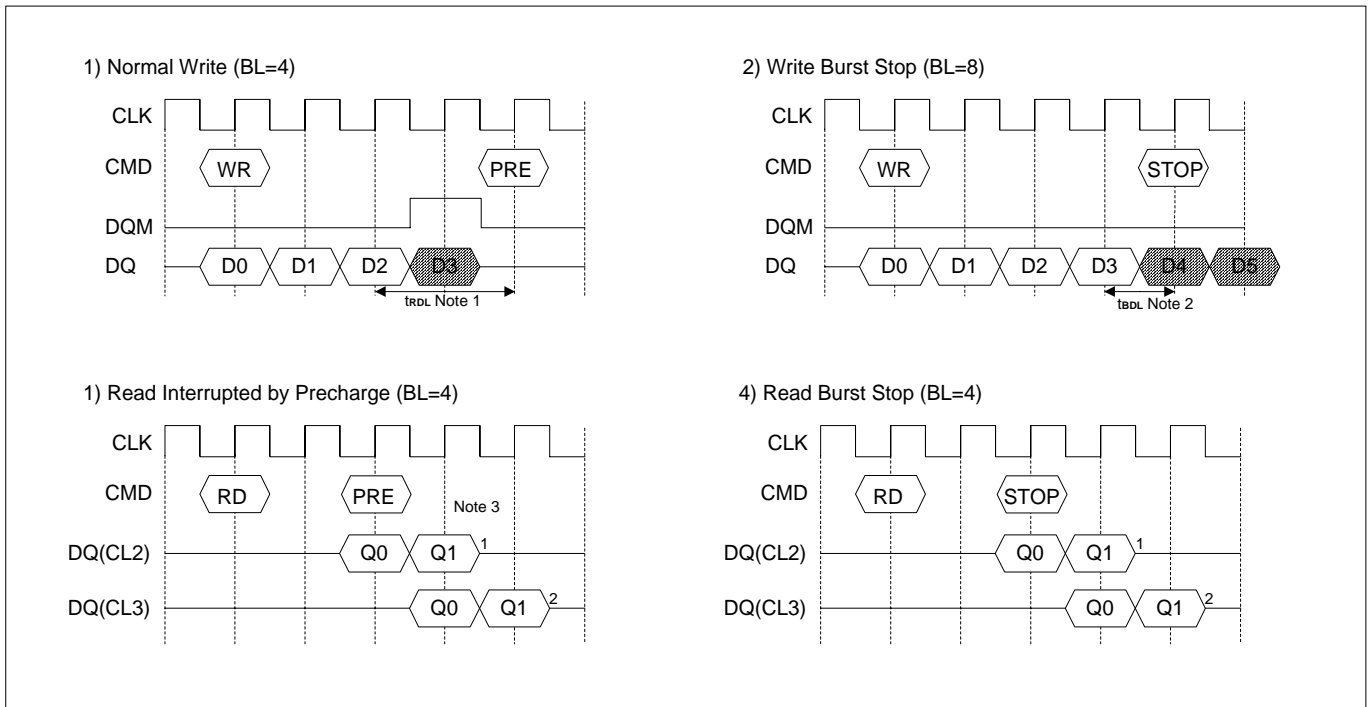 1) Normal Write (BL=4)
CLK
CMD WR PRE
DQM
DQ D0 D1 D2 D3
tRDL Note 1
2) Write Burst Stop (BL=8)
CLK
CMD WR STOP
DQM
DQ D0 D1 D2 D3 D4 D5
tBDL Note 2
1) Read Interrupted by Precharge (BL=4)
CLK
CMD RD PRE
Note 3
DQ(CL2) Q0 Q1 1
DQ(CL3) Q0 Q1 2
4) Read Burst Stop (BL=4)
CLK
CMD RD STOP
DQ(CL2) Q0 Q1 1
DQ(CL3) Q0 Q1 2